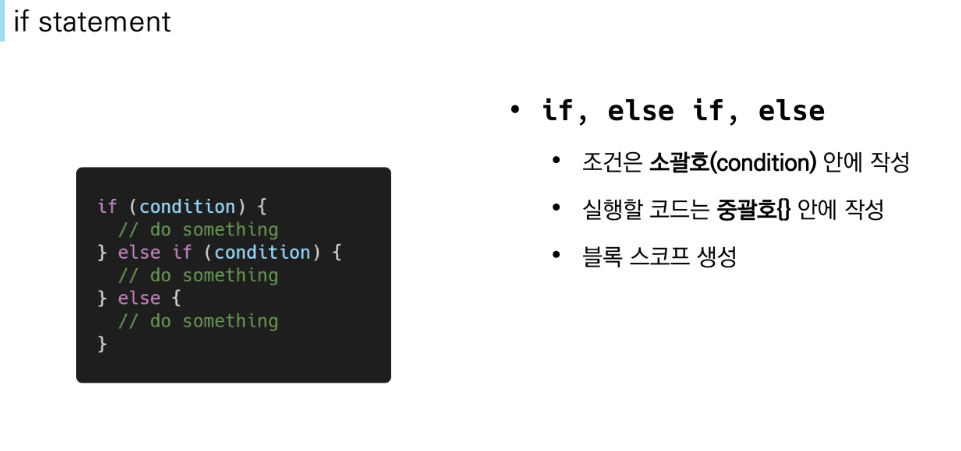 if statement
if (condition) {
  // do something
} else if (condition) {
  // do something
} else {
  // do something
}
• if, else if, else
• 조건은 소괄호(condition) 안에 작성
• 실행할 코드는 중괄호{} 안에 작성
• 블록 스코프 생성